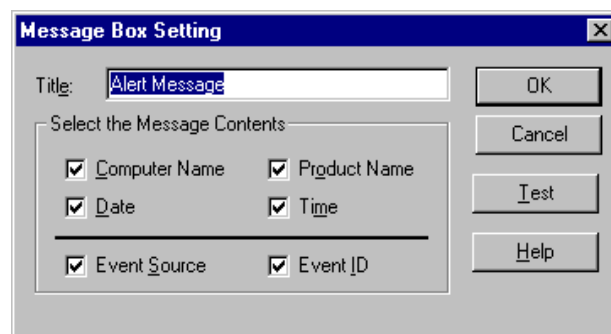 Message Box Setting
Title: Alert Message
OK
Select the Message Contents
Cancel
Computer Name Product Name
Date Time
Test
Event Source Event ID
Help